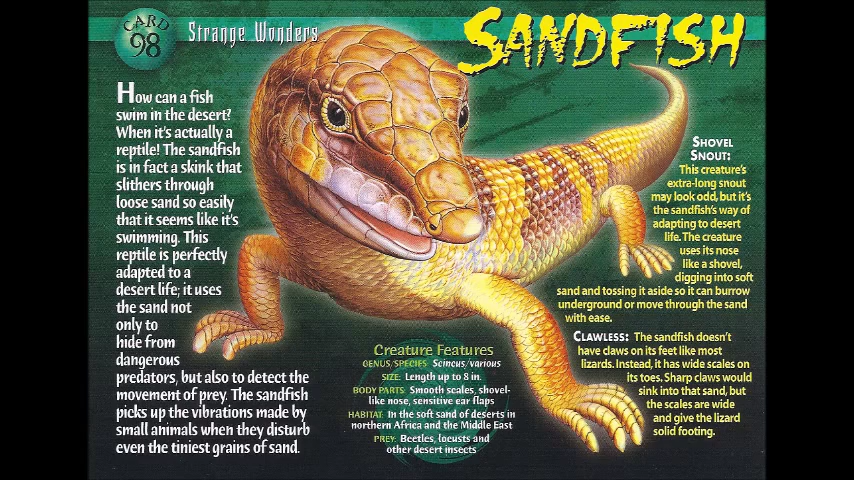 CARD
98
Strange Wonders
SANDFISH
How can a fish
swim in the desert?
When it's actually a
reptile! The sandfish
is in fact a skink that
slithers through
loose sand so easily
that it seems like it's
swimming. This
reptile is perfectly
adapted to a
desert life; it uses
the sand not
only to
hide from
dangerous
predators, but also to detect the
movement of prey. The sandfish
picks up the vibrations made by
small animals when they disturb
even the tiniest grains of sand.
Creature Features
GENUS/SPECIES: Scincus/various
SIZE: Length up to 8 in.
BODY PARTS: Smooth scales, shovel-
like nose, sensitive ear flaps
HABITAT: In the soft sand of deserts in
northern Africa and the Middle East
PREY: Beetles, locusts and
other desert insects
SHOVEL
SNOUT:
This creature's
extra-long snout
may look odd, but it's
the sandfish's way of
adapting to desert
life. The creature
uses its nose
like a shovel,
digging into soft
sand and tossing it aside so it can burrow
underground or move through the sand
with ease.
CLAWLESS: The sandfish doesn't
have claws on its feet like most
lizards. Instead, it has wide scales on
its toes. Sharp claws would
sink into that sand, but
the scales are wide
and give the lizard
solid footing.